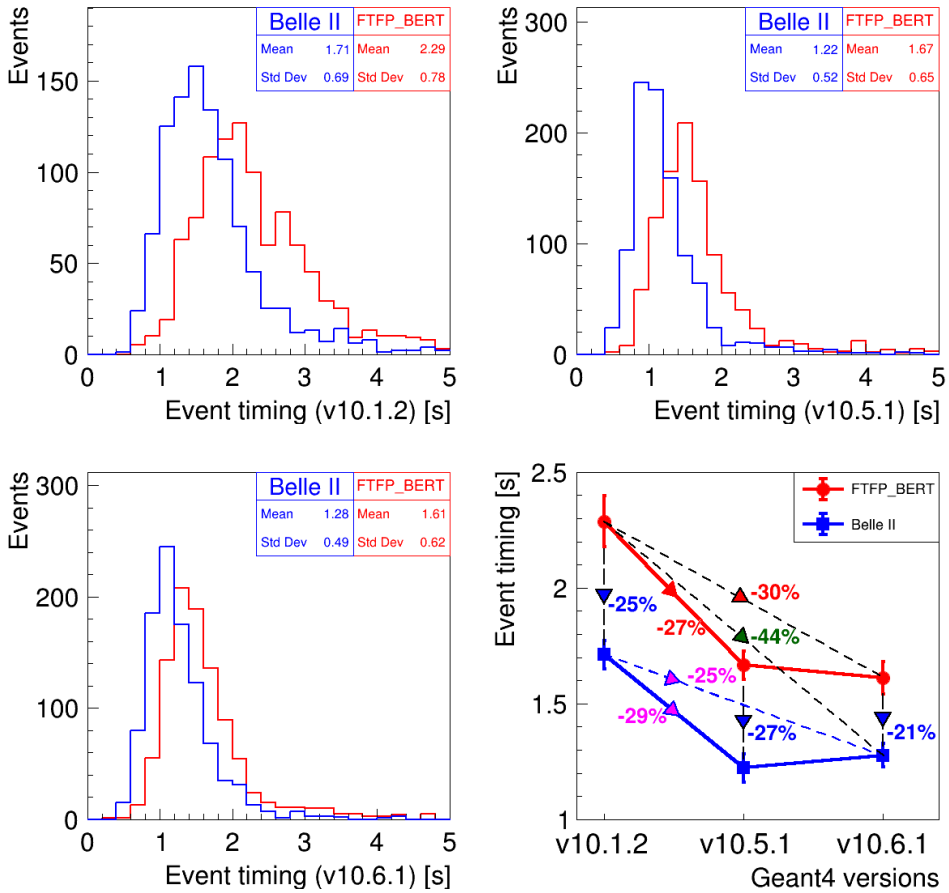 Belle II FTFP_BERT
Mean 1.71 Mean 2.29
Std Dev 0.69 Std Dev 0.78
Events
150
100
50
0
0 1 2 3 4 5
Event timing (v10.1.2) [s]
Belle II FTFP_BERT
Mean 1.22 Mean 1.67
Std Dev 0.52 Std Dev 0.65
Events
300
200
100
0
0 1 2 3 4 5
Event timing (v10.5.1) [s]
Belle II FTFP_BERT
Mean 1.28 Mean 1.61
Std Dev 0.49 Std Dev 0.62
Events
300
200
100
0
0 1 2 3 4 5
Event timing (v10.6.1) [s]
Event timing [s]
2.5
2
1.5
1
FTFP_BERT
Belle II
-25%
-30%
-27%
-44%
-25%
-29%
-27%
-21%
v10.1.2 v10.5.1 v10.6.1
Geant4 versions